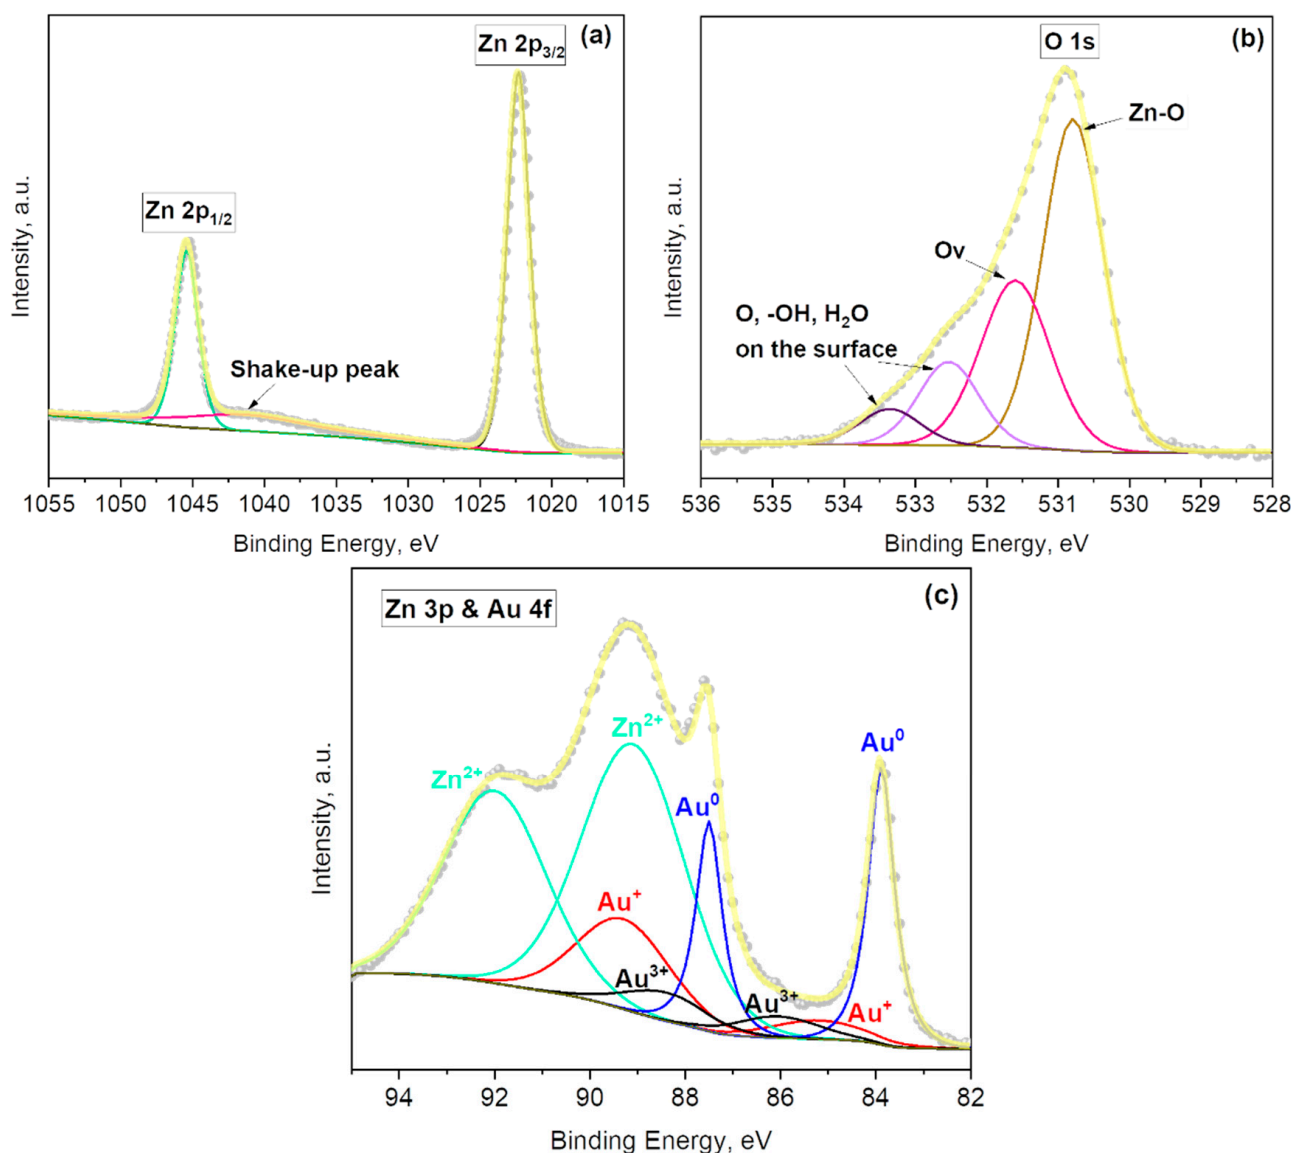 (a)
Zn 2p3/2
Zn 2p1/2
Shake-up peak
Intensity, a.u.
1055 1050 1045 1040 1035 1030 1025 1020 1015
Binding Energy, eV
(b)
O 1s
Zn-O
Ov
O, -OH, H2O
on the surface
Intensity, a.u.
536 535 534 533 532 531 530 529 528
Binding Energy, eV
(c)
Zn 3p & Au 4f
Zn2+
Zn2+
Au0
Au0
Au+
Au3+
Au3+
Au+
Intensity, a.u.
94 92 90 88 86 84 82
Binding Energy, eV